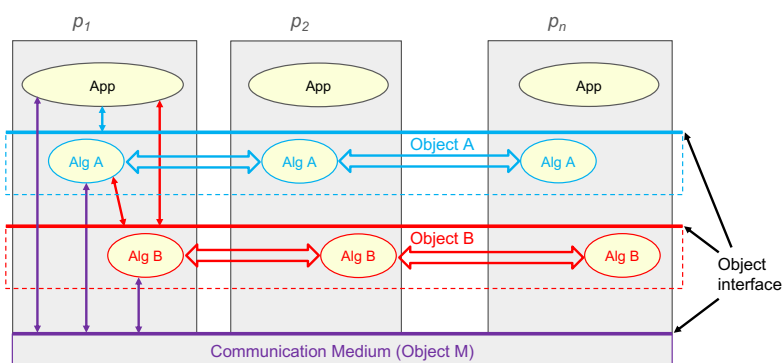 p1 p2 pn
App App App
Object A
Alg A Alg A Alg A
Object B
Alg B Alg B Alg B
Object
interface
Communication Medium (Object M)